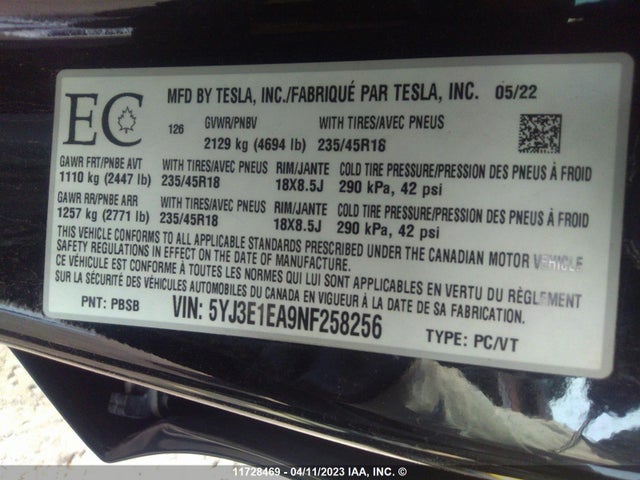 EC
MFD BY TESLA, INC./FABRIQUÉ PAR TESLA, INC. 05/22
126 GVWR/PNBV WITH TIRES/AVEC PNEUS
2129 kg (4694 lb) 235/45R18
GAWR FRT/PNBE AVT WITH TIRES/AVEC PNEUS RIM/JANTE COLD TIRE PRESSURE/PRESSION DES PNEUS À FROID
1110 kg (2447 lb) 235/45R18 18X8.5J 290 kPa, 42 psi
GAWR RR/PNBE ARR WITH TIRES/AVEC PNEUS RIM/JANTE COLD TIRE PRESSURE/PRESSION DES PNEUS À FROID
1257 kg (2771 lb) 235/45R18 18X8.5J 290 kPa, 42 psi
THIS VEHICLE CONFORMS TO ALL APPLICABLE STANDARDS PRESCRIBED UNDER THE CANADIAN MOTOR VEHICLE
SAFETY REGULATIONS IN EFFECT ON THE DATE OF MANUFACTURE.
CE VÉHICULE EST CONFORME À TOUTES LES NORMES QUI LUI SONT APPLICABLES EN VERTU DU RÈGLEMENT
SUR LA SÉCURITÉ DES VÉHICULES AUTOMOBILES DU CANADA EN VIGUEUR À LA DATE DE SA FABRICATION.
PNT: PBSB VIN: 5YJ3E1EA9NF258256 TYPE: PC/VT
11728469 - 04/11/2023 IAA, INC. ©